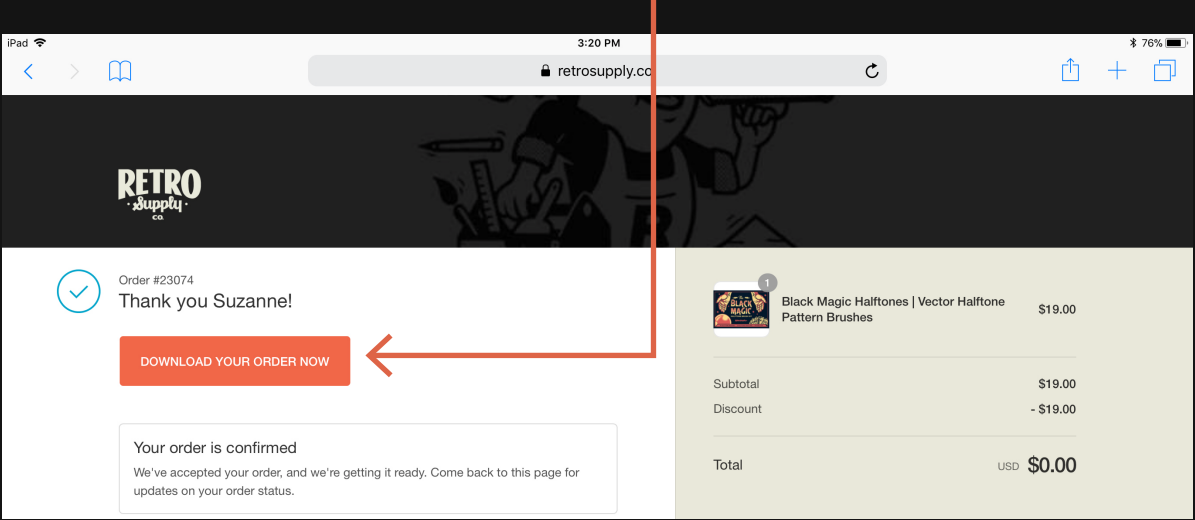 iPad
3:20 PM
76%
retrosupply.co
RETRO
Supply
CO.
Order #23074
Thank you Suzanne!
DOWNLOAD YOUR ORDER NOW
Your order is confirmed
We've accepted your order, and we're getting it ready. Come back to this page for
updates on your order status.
1
BLACK
MAGIC
Black Magic Halftones | Vector Halftone
Pattern Brushes
$19.00
Subtotal
$19.00
Discount
- $19.00
Total
USD $0.00